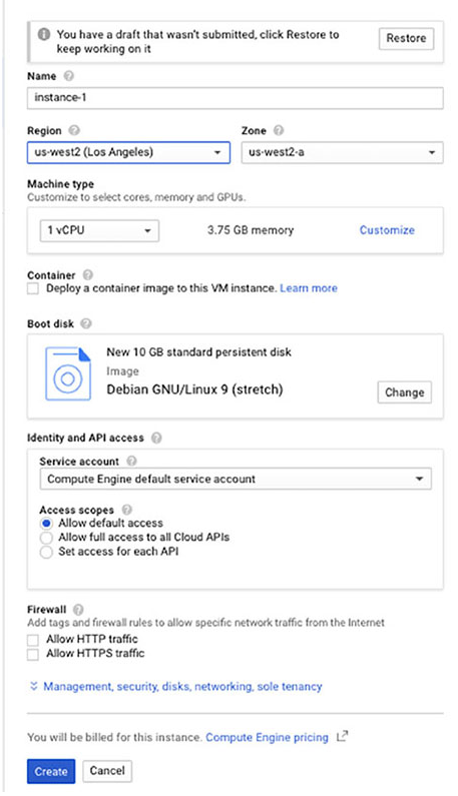 You have a draft that wasn't submitted, click Restore to
keep working on it
Restore
Name
instance-1
Region
Zone
us-west2 (Los Angeles)
us-west2-a
Machine type
Customize to select cores, memory and GPUs.
1 vCPU
3.75 GB memory
Customize
Container
Deploy a container image to this VM instance. Learn more
Boot disk
New 10 GB standard persistent disk
Image
Debian GNU/Linux 9 (stretch)
Change
Identity and API access
Service account
Compute Engine default service account
Access scopes
Allow default access
Allow full access to all Cloud APIs
Set access for each API
Firewall
Add tags and firewall rules to allow specific network traffic from the Internet
Allow HTTP traffic
Allow HTTPS traffic
Management, security, disks, networking, sole tenancy
You will be billed for this instance. Compute Engine pricing
Create
Cancel